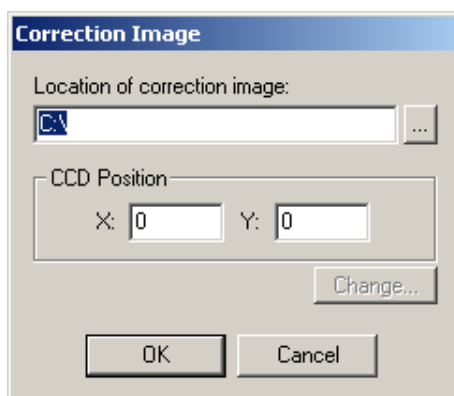 Correction Image
Location of correction image:
C:\
...
CCD Position
X: 0 Y: 0
Change...
OK Cancel